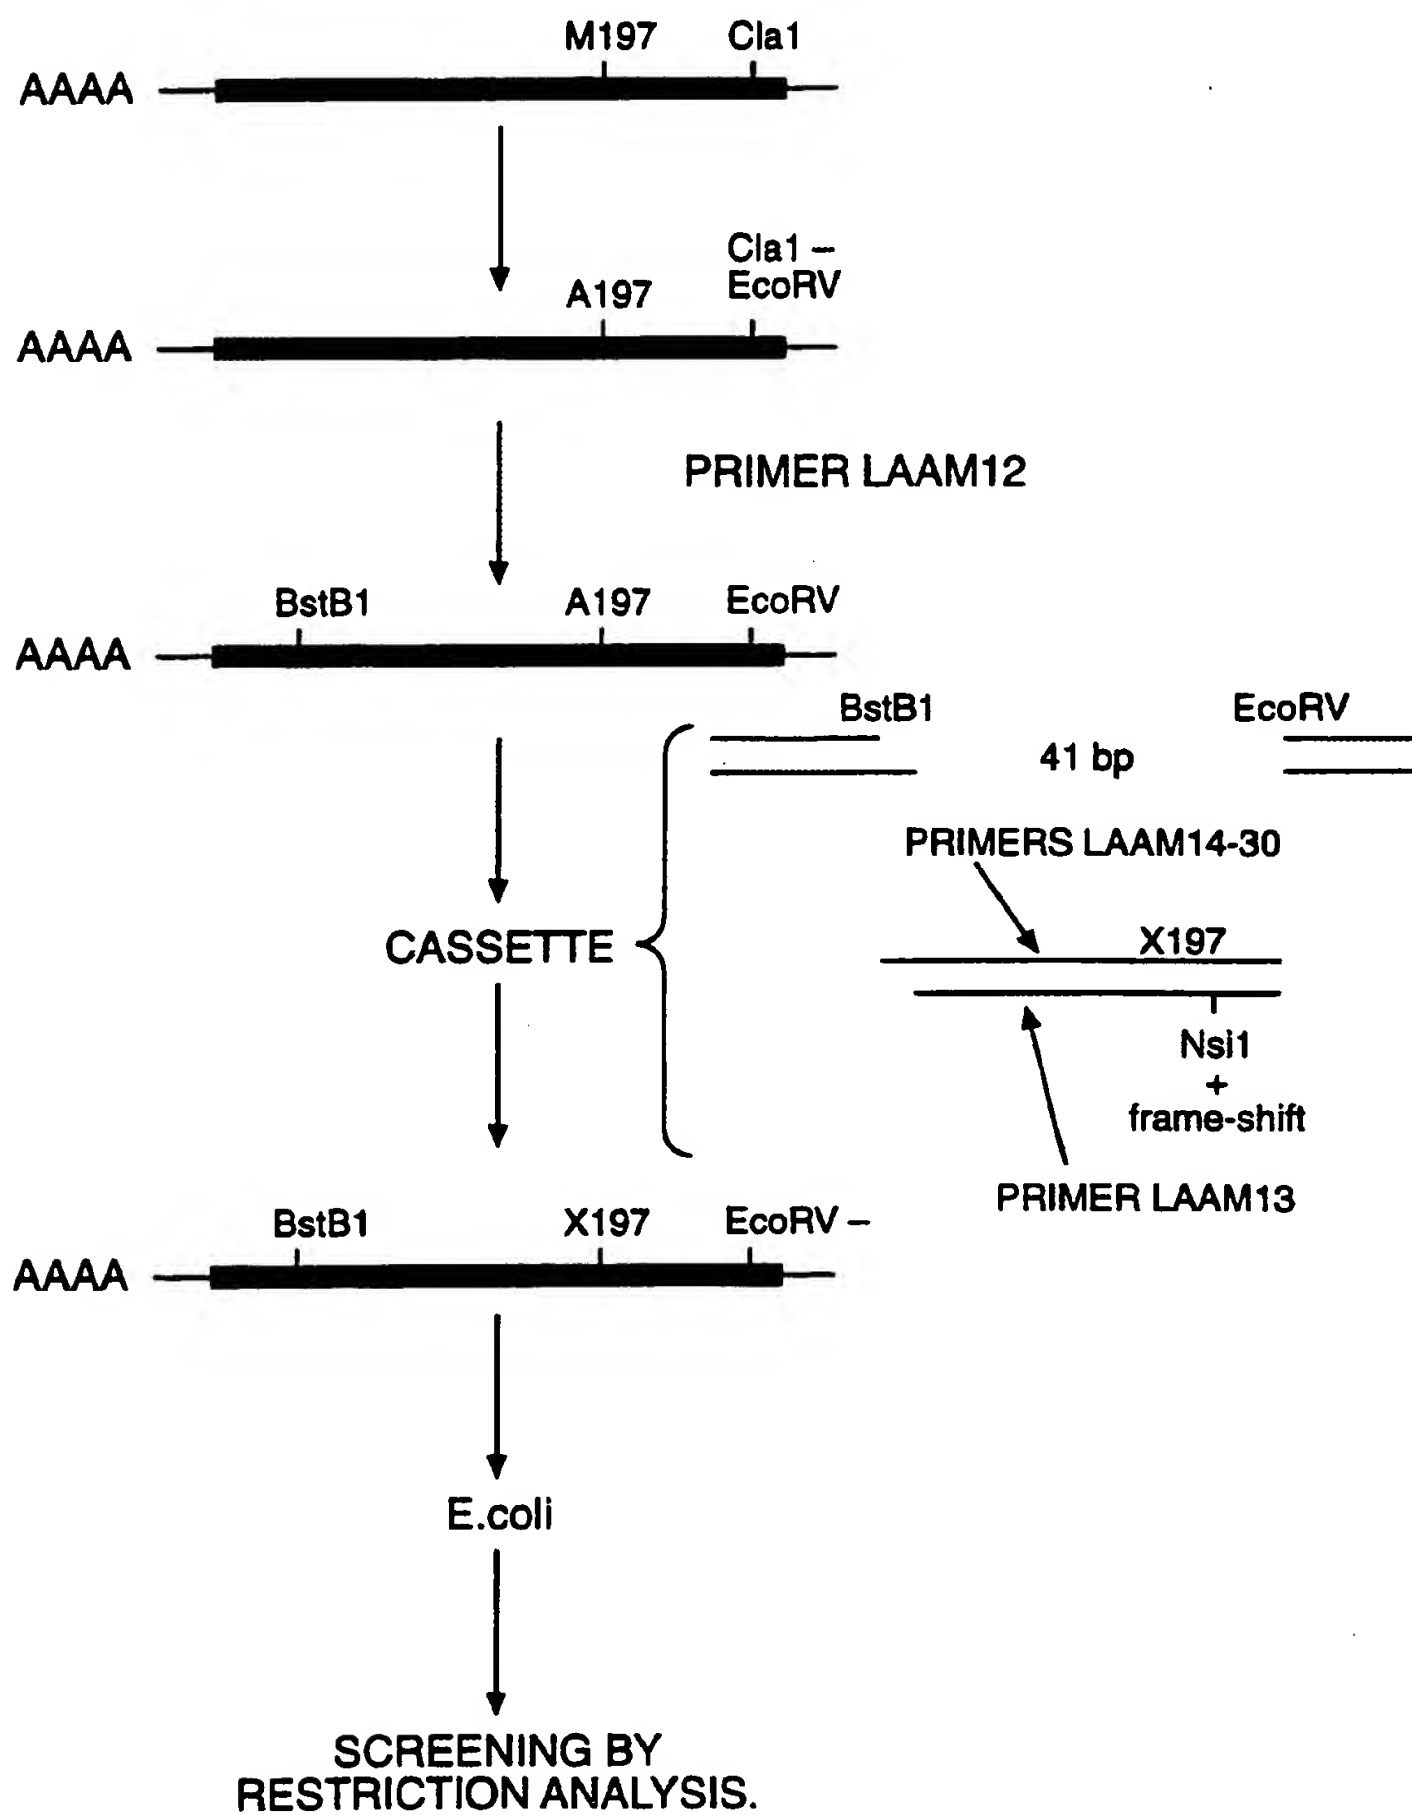 M197 Cla1
AAAA
Cla1 –
EcoRV
A197
AAAA
PRIMER LAAM12
BstB1 A197 EcoRV
AAAA
BstB1 EcoRV
41 bp
PRIMERS LAAM14-30
CASSETTE
X197
Nsi1
+
frame-shift
PRIMER LAAM13
BstB1 X197 EcoRV –
AAAA
E.coli
SCREENING BY
RESTRICTION ANALYSIS.